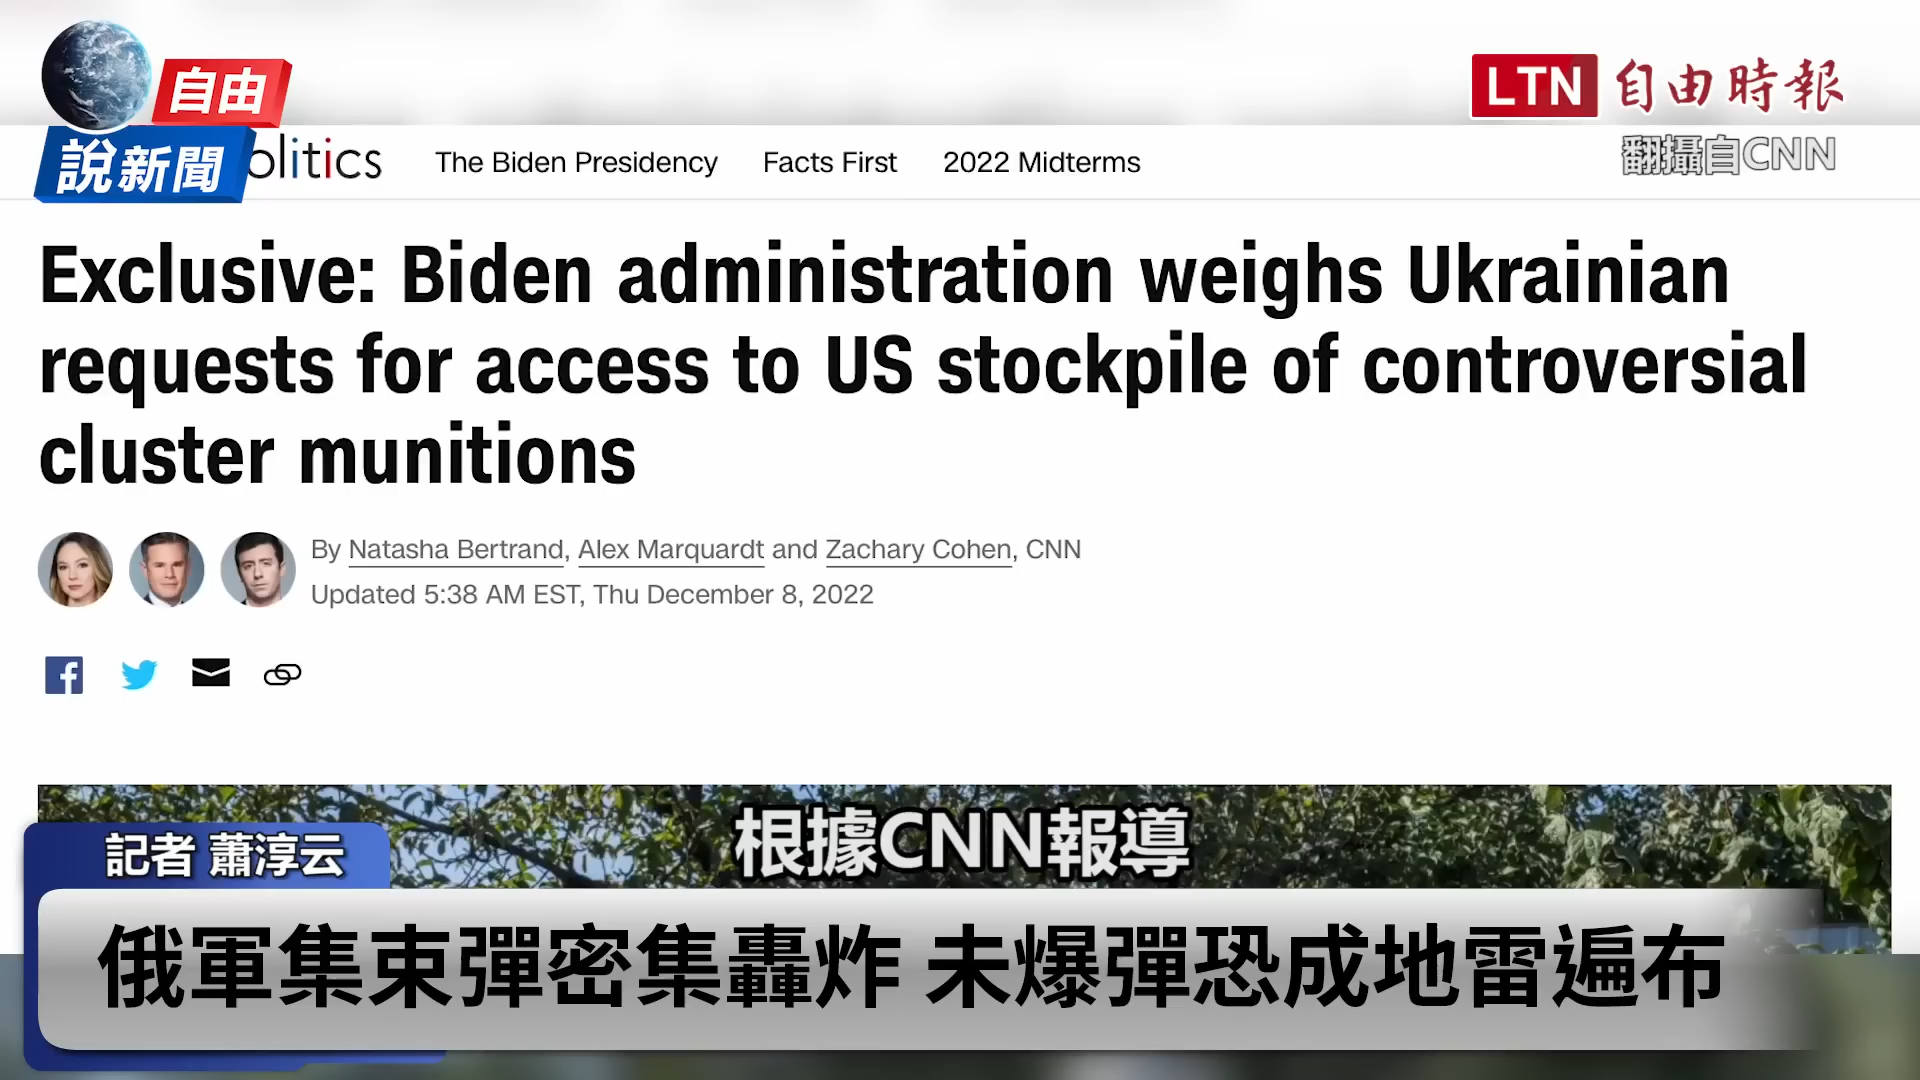 自由
說新聞
LTN 自由時報
翻攝自CNN
olitics The Biden Presidency Facts First 2022 Midterms
Exclusive: Biden administration weighs Ukrainian
requests for access to US stockpile of controversial
cluster munitions
By Natasha Bertrand, Alex Marquardt and Zachary Cohen, CNN
Updated 5:38 AM EST, Thu December 8, 2022
根據CNN報導
記者 蕭淳云
俄軍集束彈密集轟炸 未爆彈恐成地雷遍布